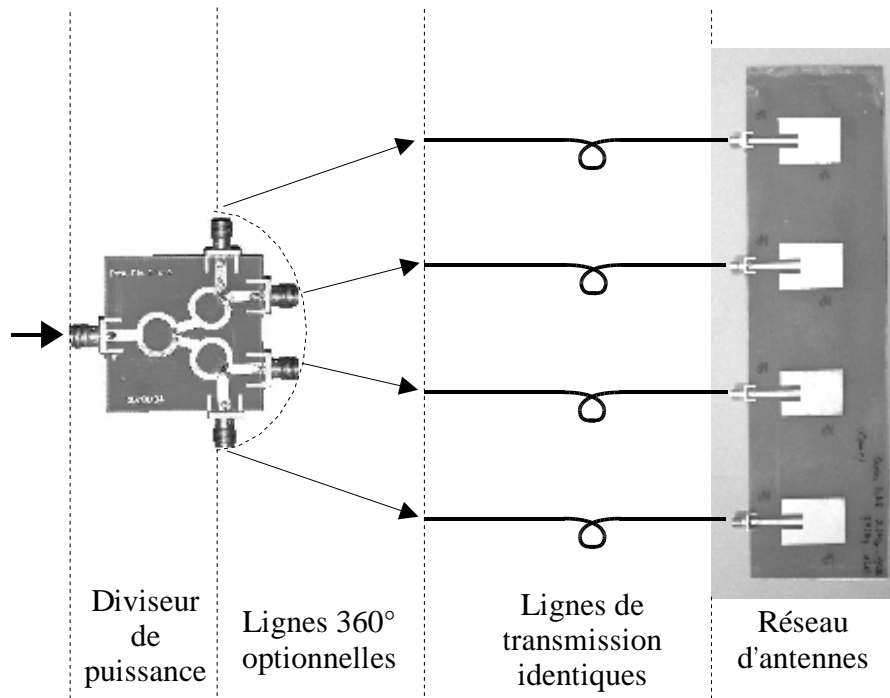 Diviseur
de
puissance
Lignes 360°
optionnelles
Lignes de
transmission
identiques
Réseau
d'antennes